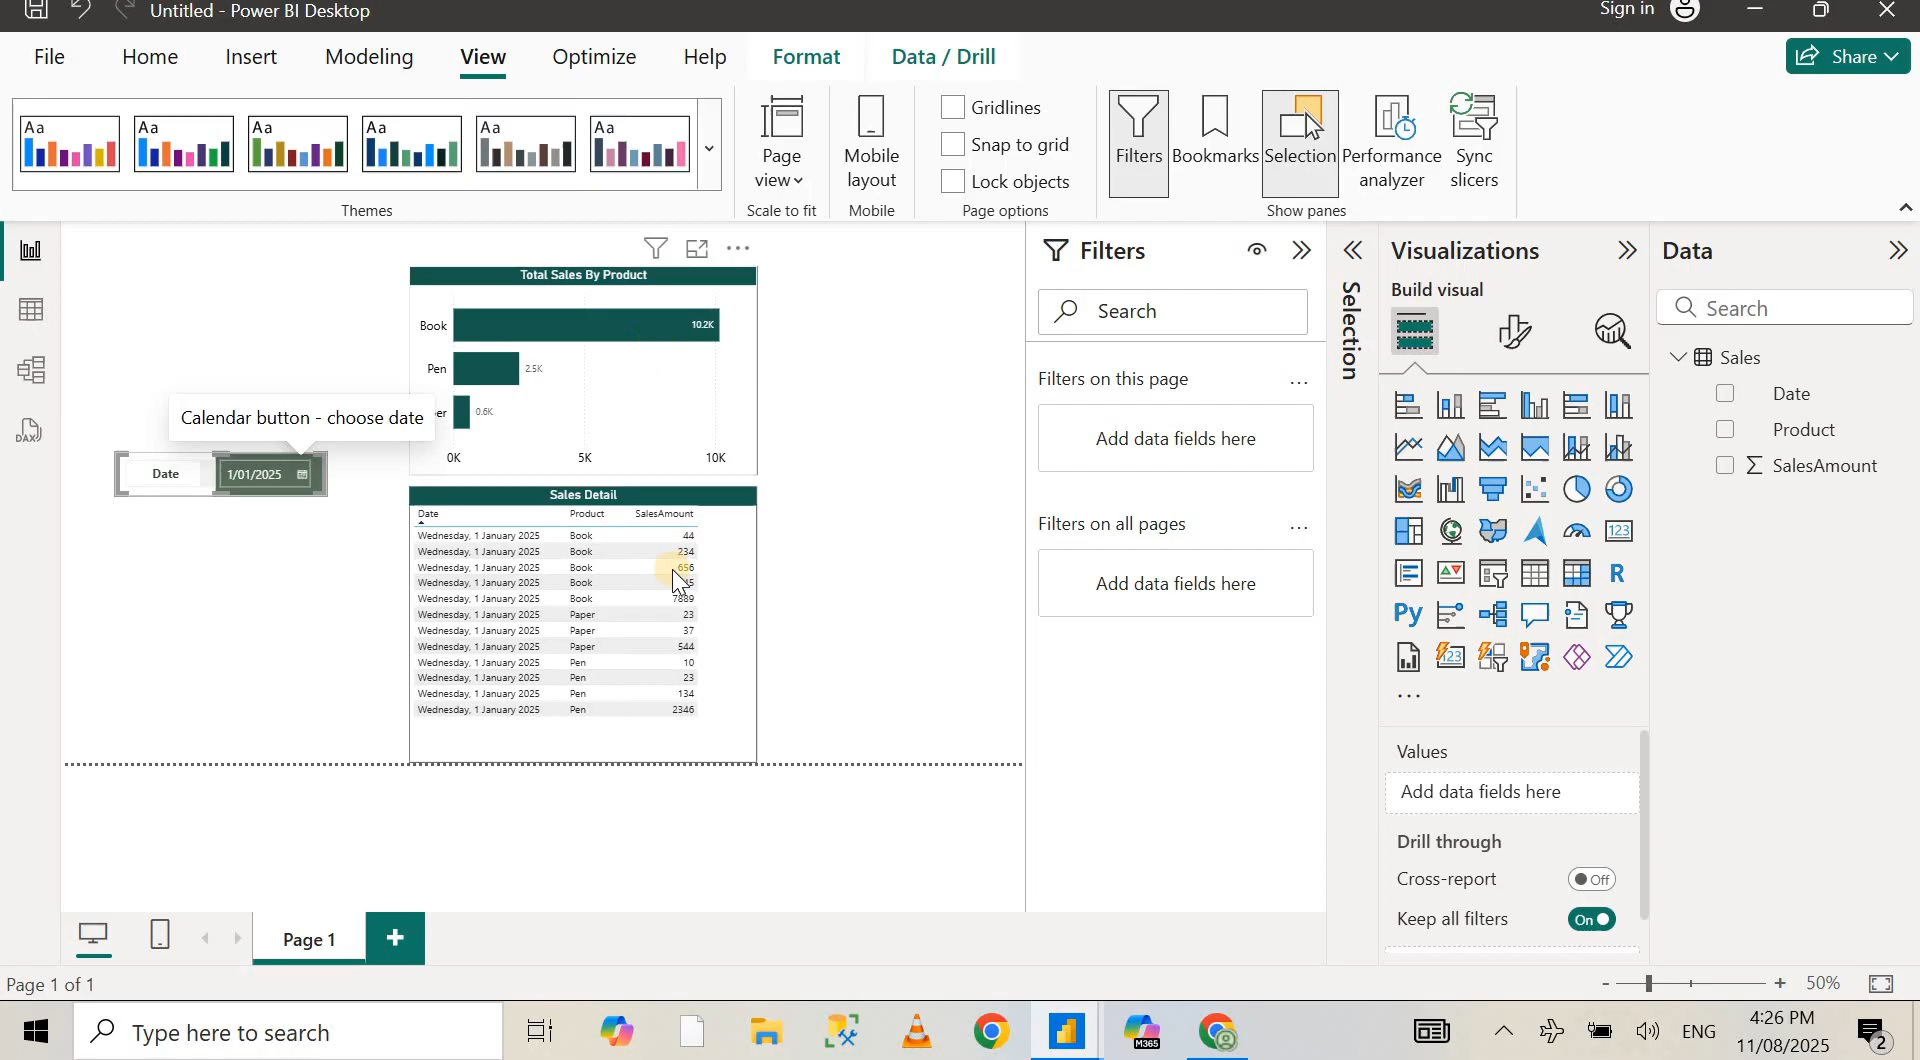 Untitled - Power BI Desktop
Sign in
File
Home
Insert
Modeling
View
Optimize
Help
Format
Data / Drill
Share
Aa
Aa
Aa
Aa
Aa
Aa
Page view
Mobile layout
Gridlines
Snap to grid
Lock objects
Filters
Bookmarks
Selection
Performance analyzer
Sync slicers
Themes
Scale to fit
Mobile
Page options
Show panes
Total Sales By Product
Book
10.2K
Pen
2.5K
er
0.6K
0K
5K
10K
Calendar button - choose date
Date
1/01/2025
Sales Detail
Date Product SalesAmount
Wednesday, 1 January 2025 Book 44
Wednesday, 1 January 2025 Book 234
Wednesday, 1 January 2025 Book 656
Wednesday, 1 January 2025 Book
Wednesday, 1 January 2025 Book 7889
Wednesday, 1 January 2025 Paper 23
Wednesday, 1 January 2025 Paper 37
Wednesday, 1 January 2025 Paper 544
Wednesday, 1 January 2025 Pen 10
Wednesday, 1 January 2025 Pen 23
Wednesday, 1 January 2025 Pen 134
Wednesday, 1 January 2025 Pen 2346
Filters
Search
Filters on this page
Add data fields here
Filters on all pages
Add data fields here
Selection
Visualizations
Build visual
123
R
Py
123
Values
Add data fields here
Drill through
Cross-report
Off
Keep all filters
On
Data
Search
Sales
Date
Product
SalesAmount
DAX
Page 1
Page 1 of 1
50%
Type here to search
M365
ENG
4:26 PM
11/08/2025
2